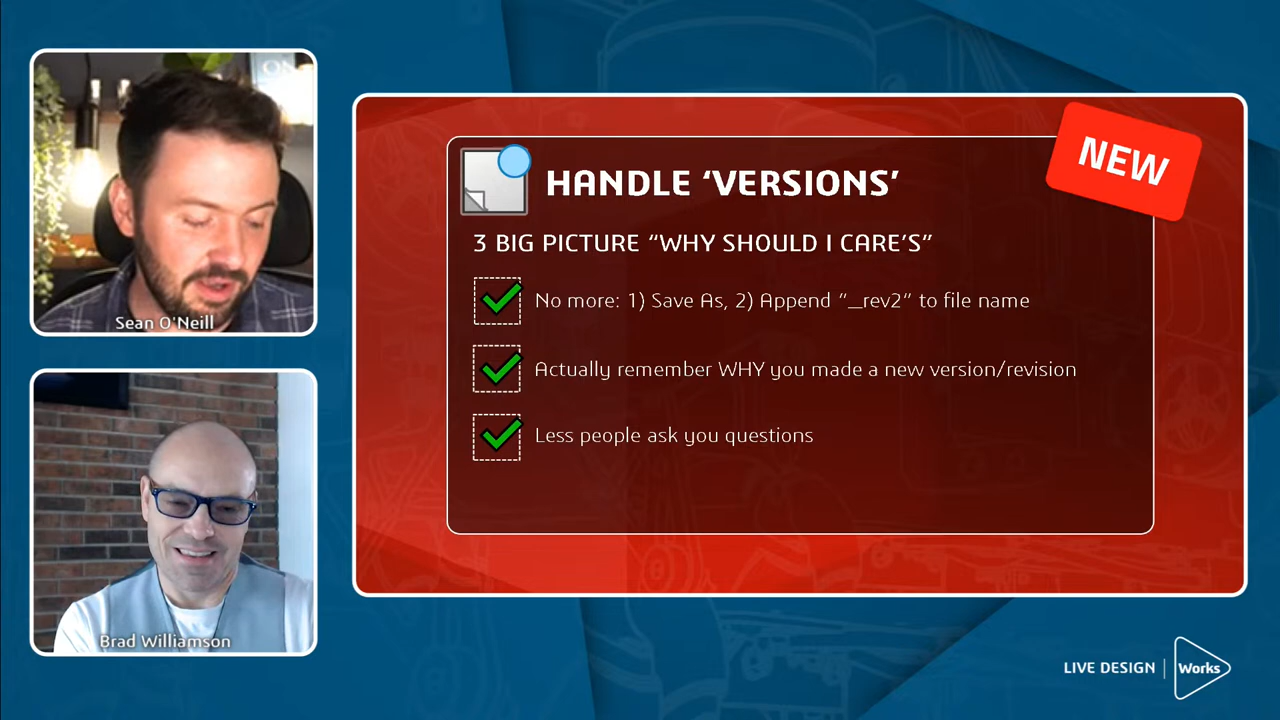 ON
Sean O'Neill
Brad Williamson
NEW
HANDLE ‘VERSIONS’
3 BIG PICTURE “WHY SHOULD I CARE’S”
No more: 1) Save As, 2) Append “_rev2” to file name
Actually remember WHY you made a new version/revision
Less people ask you questions
LIVE DESIGN | Works